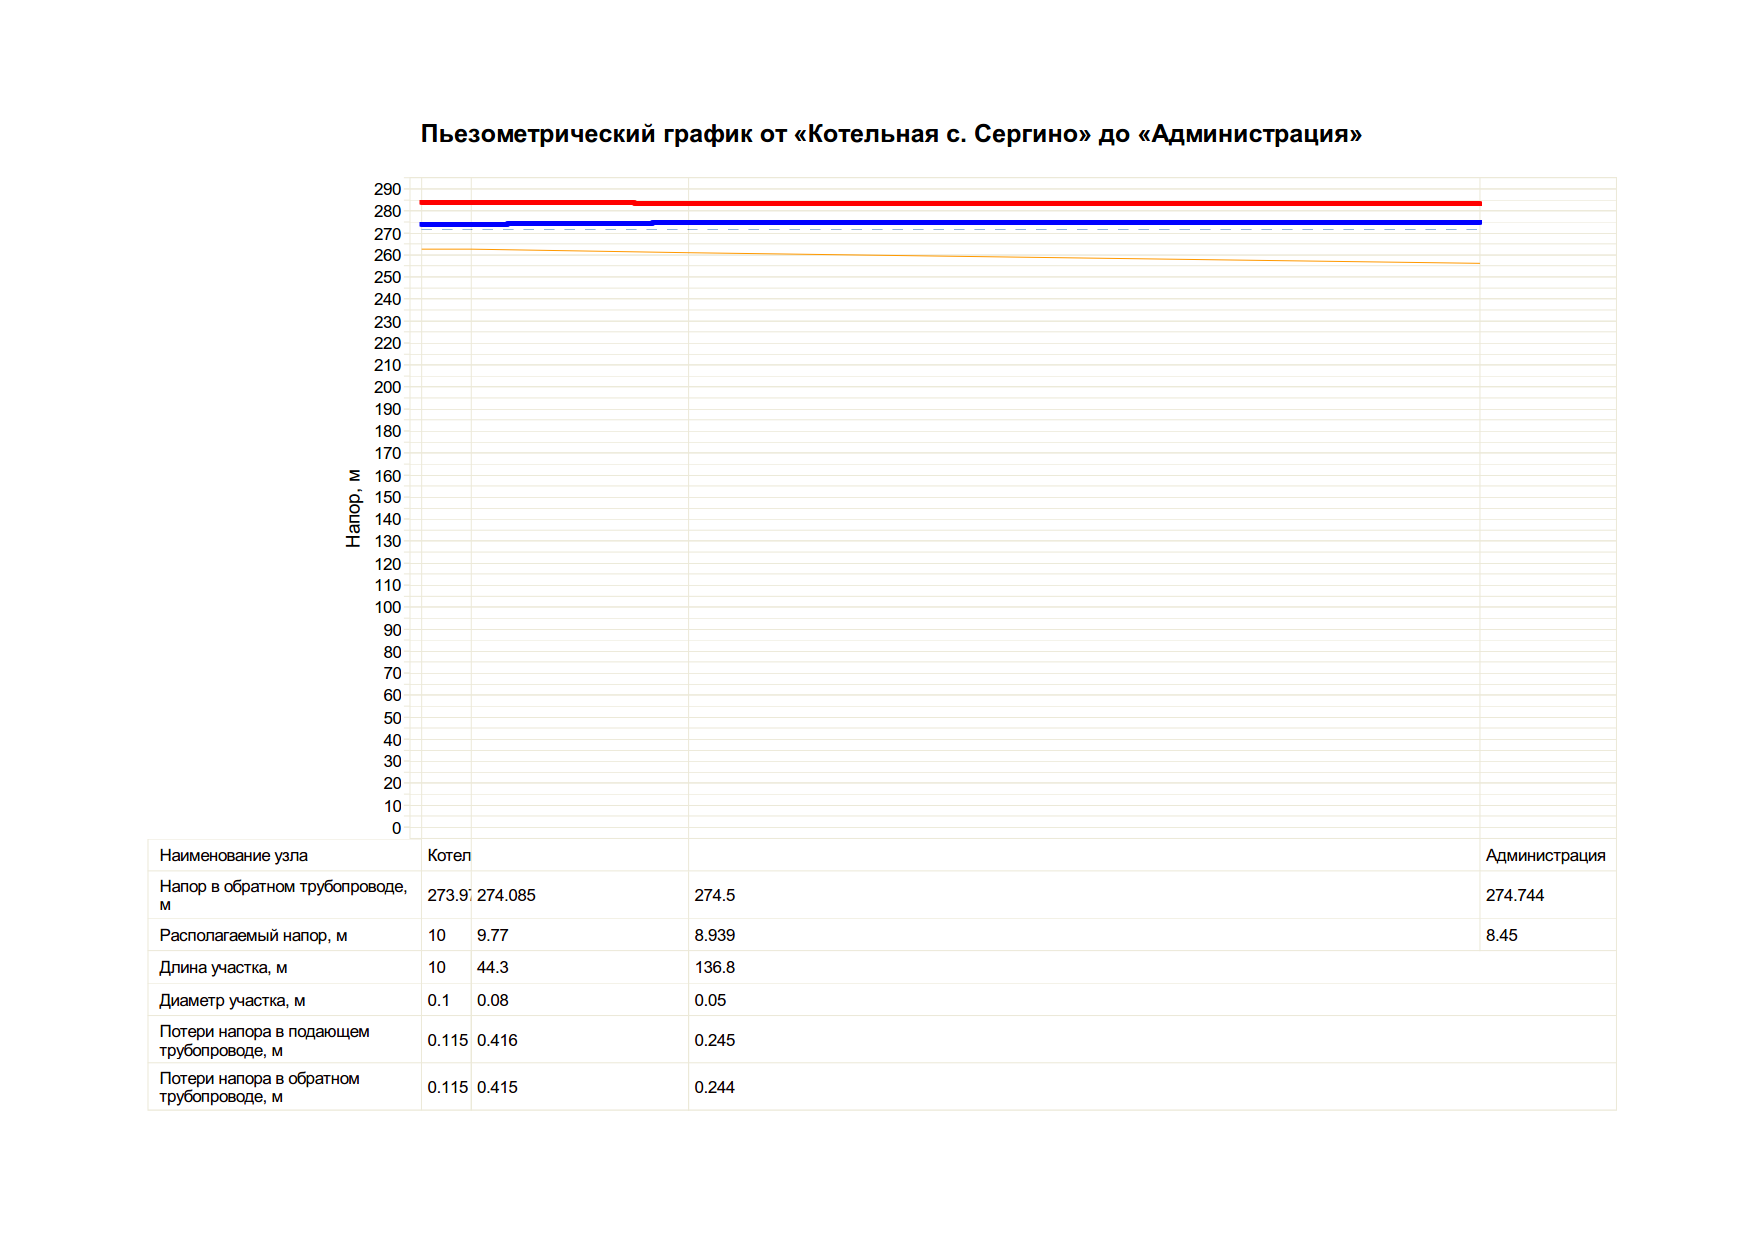 Пьезометрический график от «Котельная с. Сергино» до «Администрация»
290
280
270
260
250
240
230
220
210
200
190
180
170
160
150
140
130
120
110
100
90
80
70
60
50
40
30
20
10
0
Напор, м
Наименование узла Котел Администрация
Напор в обратном трубопроводе,
м
273.97 274.085 274.5 274.744
Располагаемый напор, м 10 9.77 8.939 8.45
Длина участка, м 10 44.3 136.8
Диаметр участка, м 0.1 0.08 0.05
Потери напора в подающем
трубопроводе, м
0.115 0.416 0.245
Потери напора в обратном
трубопроводе, м
0.115 0.415 0.244